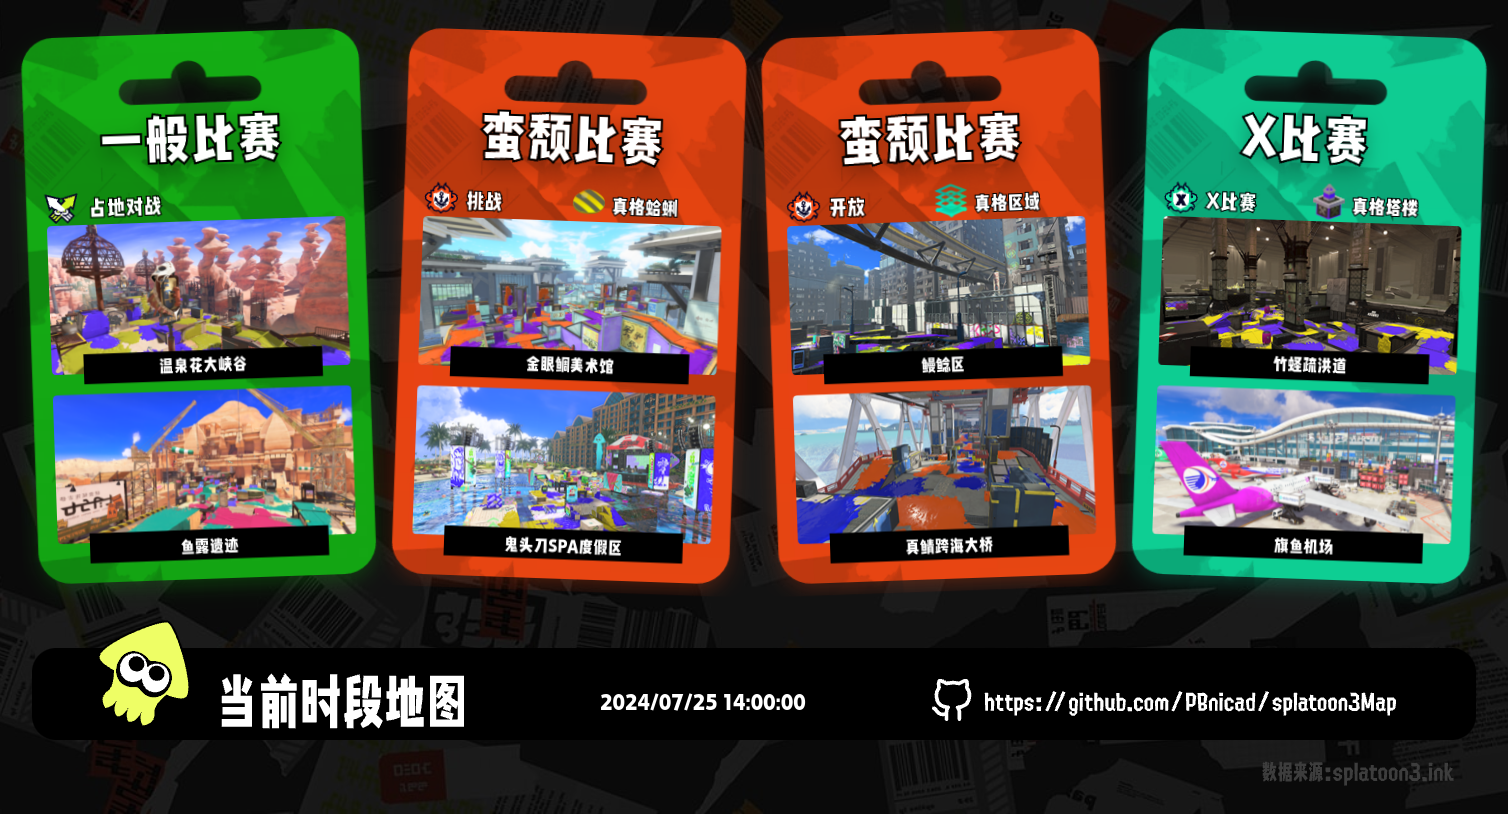 一般比赛
占地对战
温泉花大峡谷
鱼露遗迹
蛮颓比赛
挑战
真格蛤蜊
金眼鲷美术馆
鬼头刀SPA度假区
蛮颓比赛
开放
真格区域
鳗鲶区
真鲭跨海大桥
X比赛
X比赛
真格塔楼
竹蛏疏洪道
旗鱼机场
当前时段地图
2024/07/25 14:00:00
https://github.com/PBnicad/splatoon3Map
数据来源:splatoon3.ink